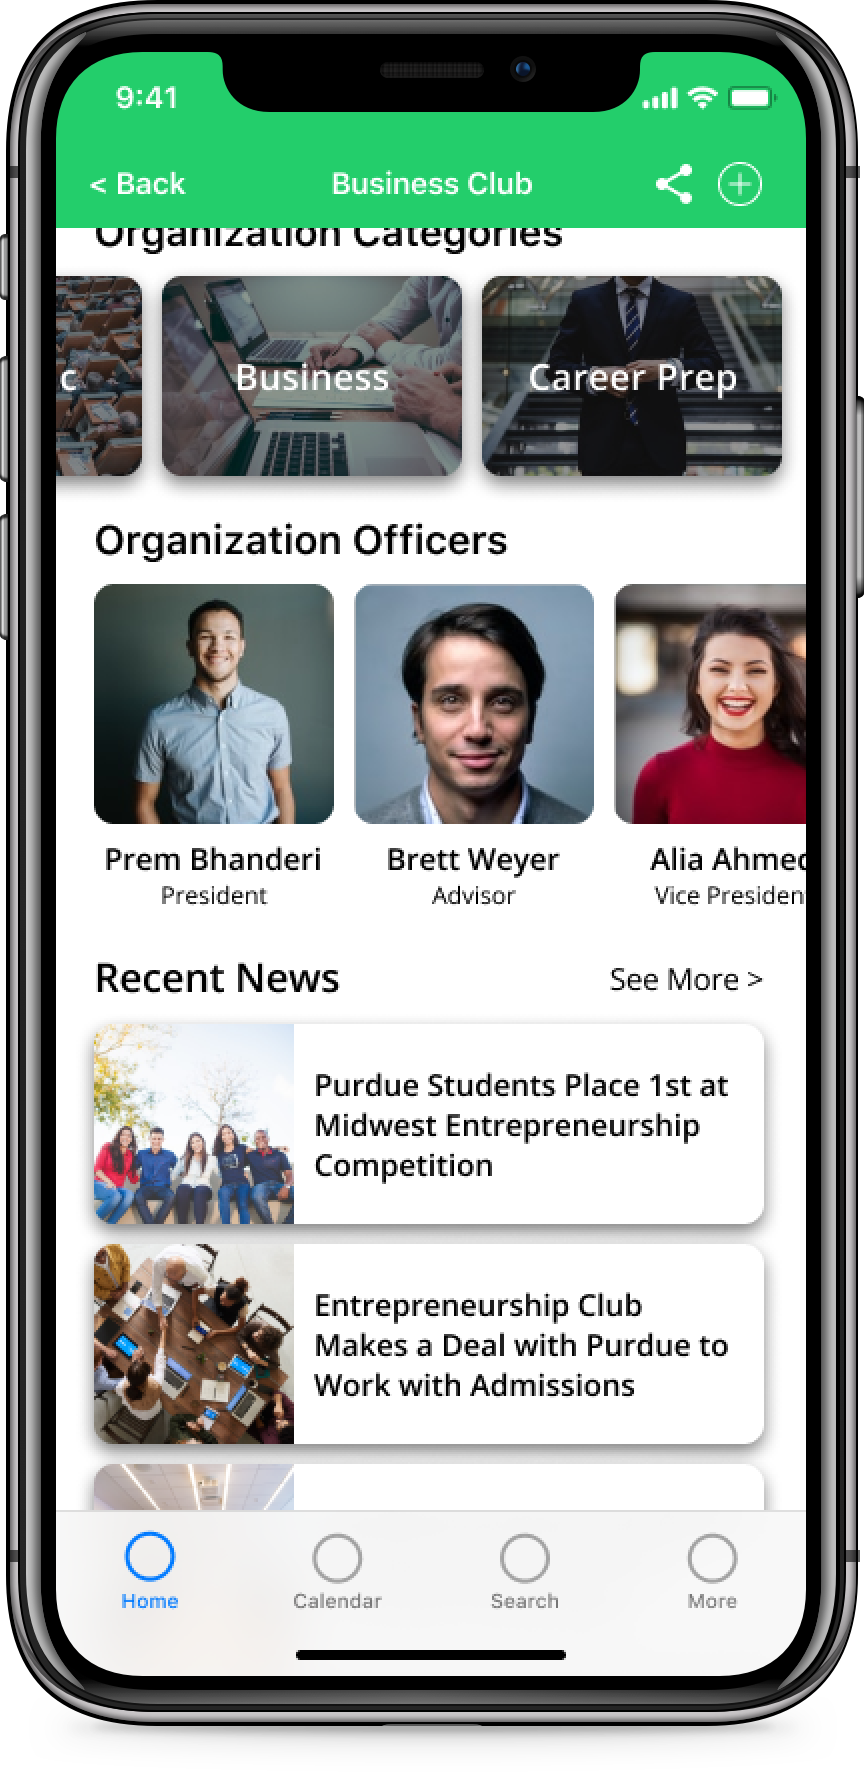 9:41
< Back
Business Club
Organization Categories
c
Business
Career Prep
Organization Officers
Prem Bhanderi
Brett Weyer
Alia Ahmed
President
Advisor
Vice President
Recent News
See More >
Purdue Students Place 1st at
Midwest Entrepreneurship
Competition
Entrepreneurship Club
Makes a Deal with Purdue to
Work with Admissions
Home
Calendar
Search
More